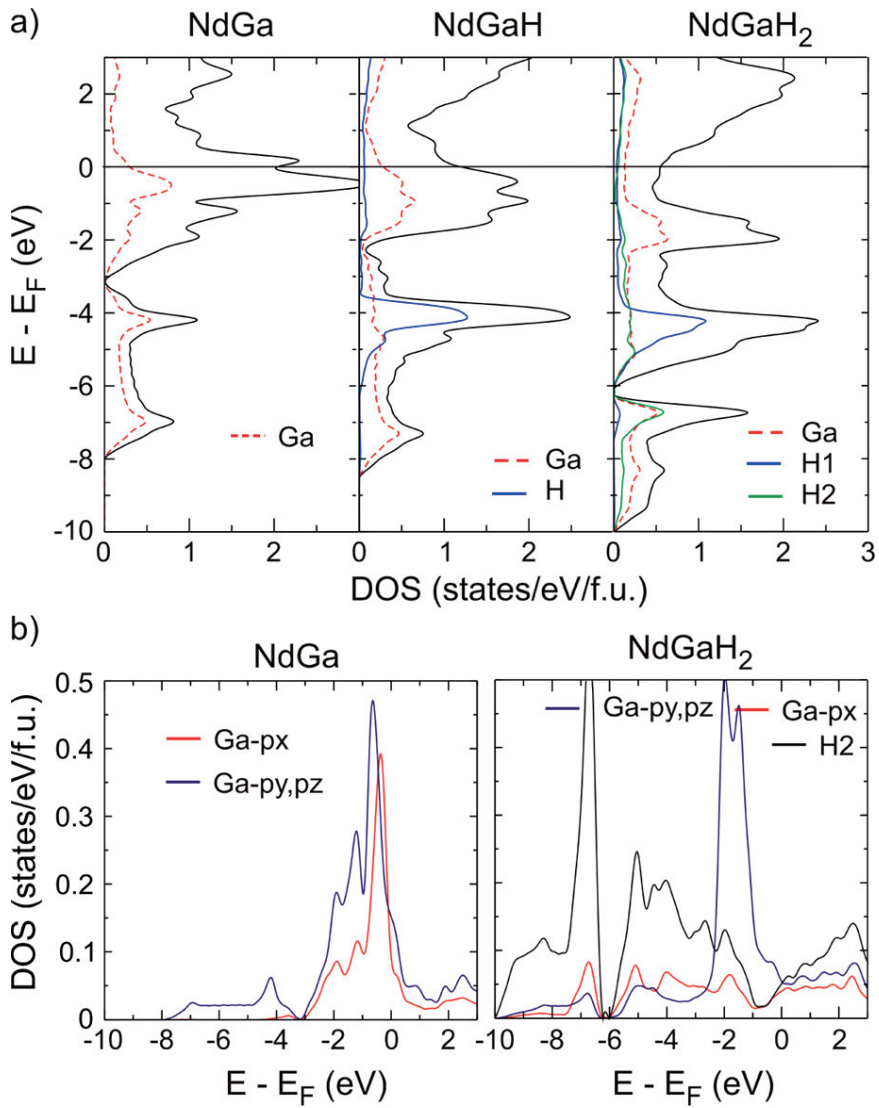 a)
NdGa NdGaH NdGaH2
E - EF (eV)
2
0
-2
-4
-6
-8
-10
Ga
Ga
H
Ga
H1
H2
0 1 2 0 1 2 0 1 2 3
DOS (states/eV/f.u.)
b)
NdGa NdGaH2
DOS (states/eV/f.u.)
0.5
0.4
0.3
0.2
0.1
0
Ga-px
Ga-py,pz
Ga-py,pz Ga-px
H2
-10 -8 -6 -4 -2 0 2 -10 -8 -6 -4 -2 0 2
E - EF (eV) E - EF (eV)